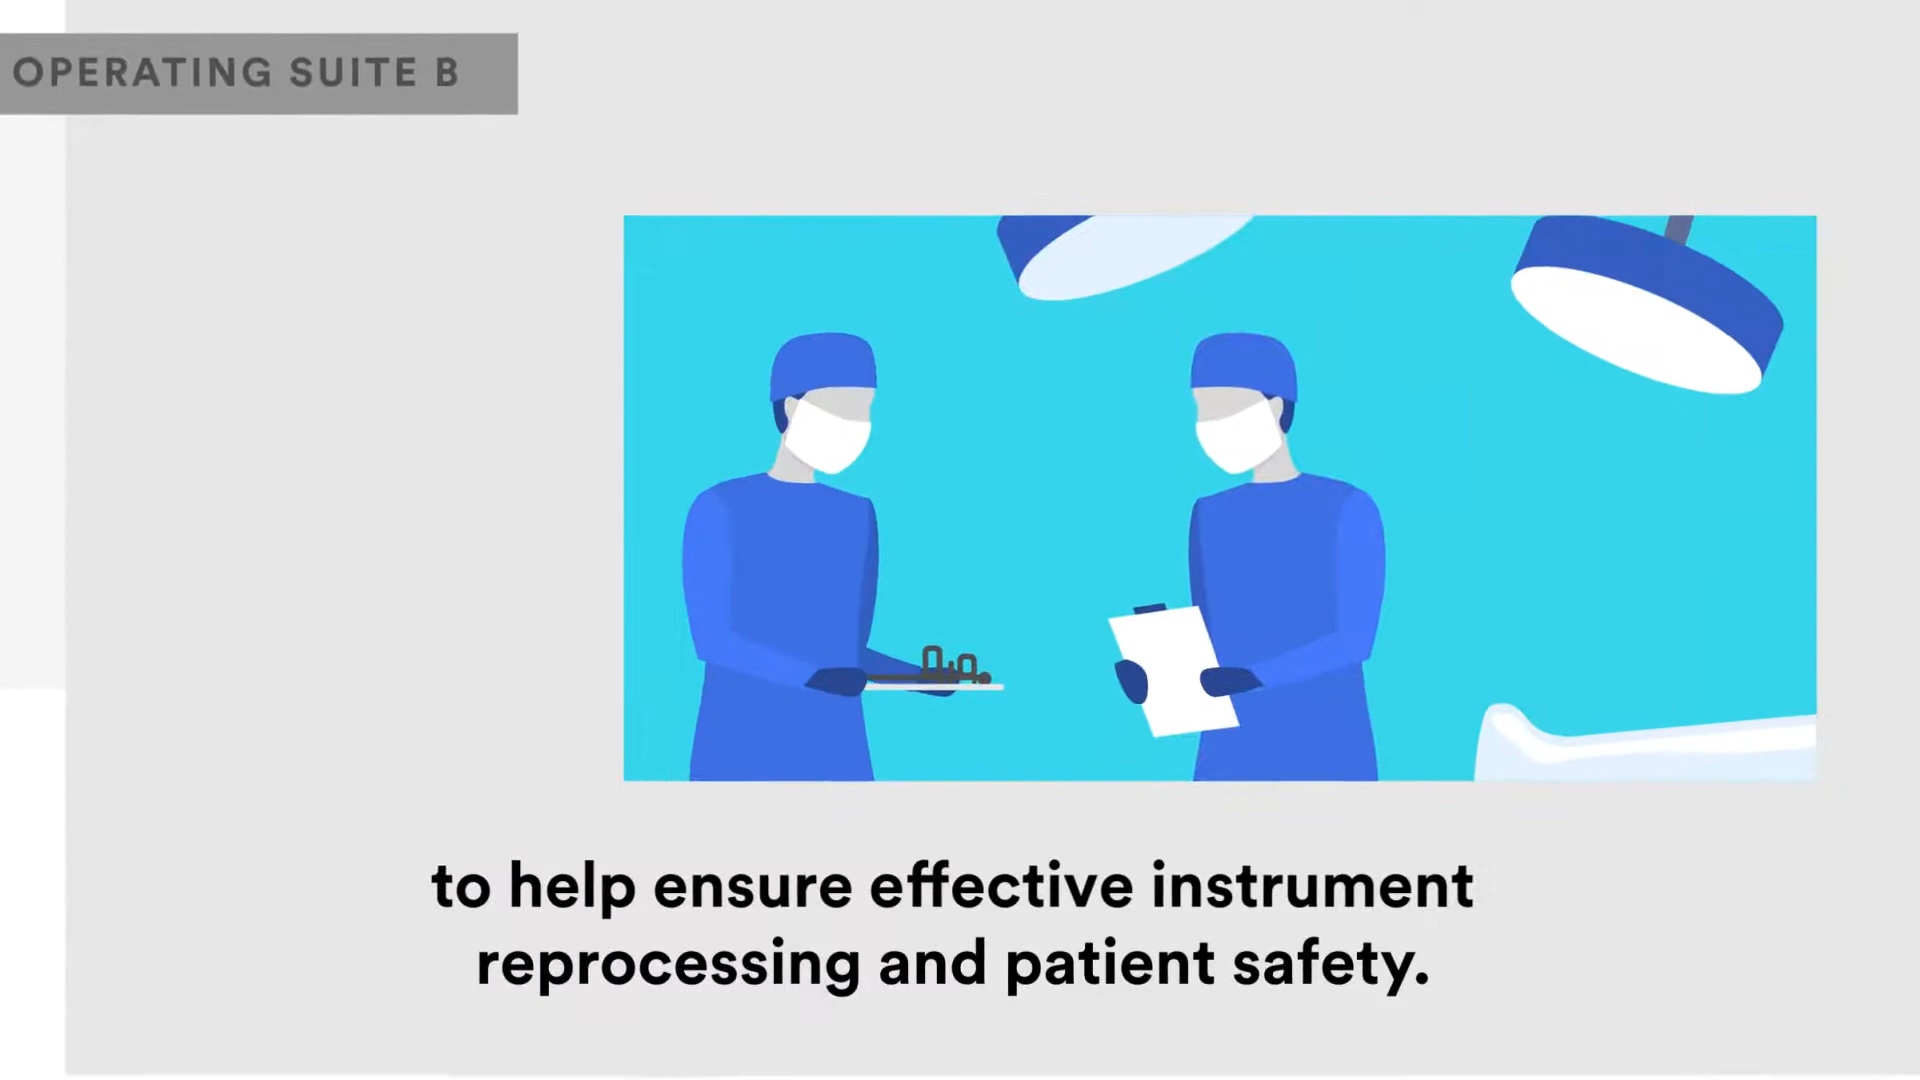 OPERATING SUITE B
to help ensure effective instrument
reprocessing and patient safety.